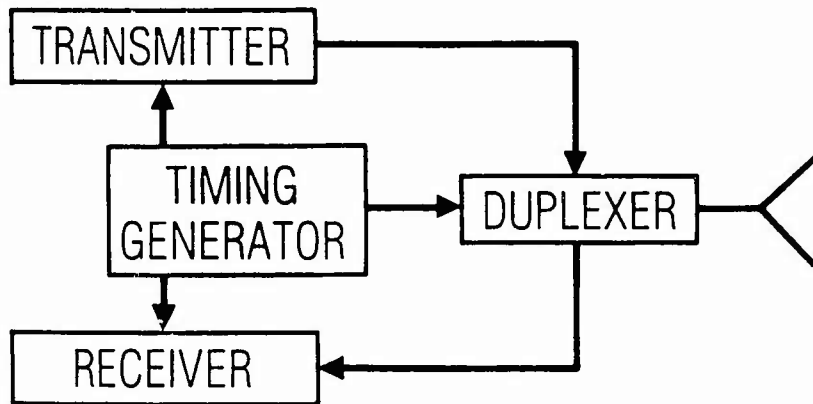 TRANSMITTER
TIMING
GENERATOR
DUPLEXER
RECEIVER